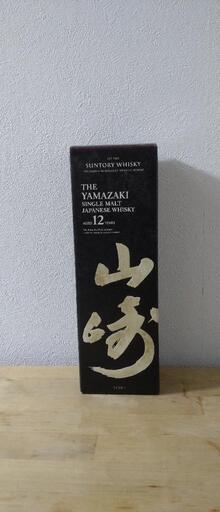 SUNTORY WHISKY
THE
YAMAZAKI
SINGLE MALT
JAPANESE WHISKY
AGED 12 YEARS
山崎